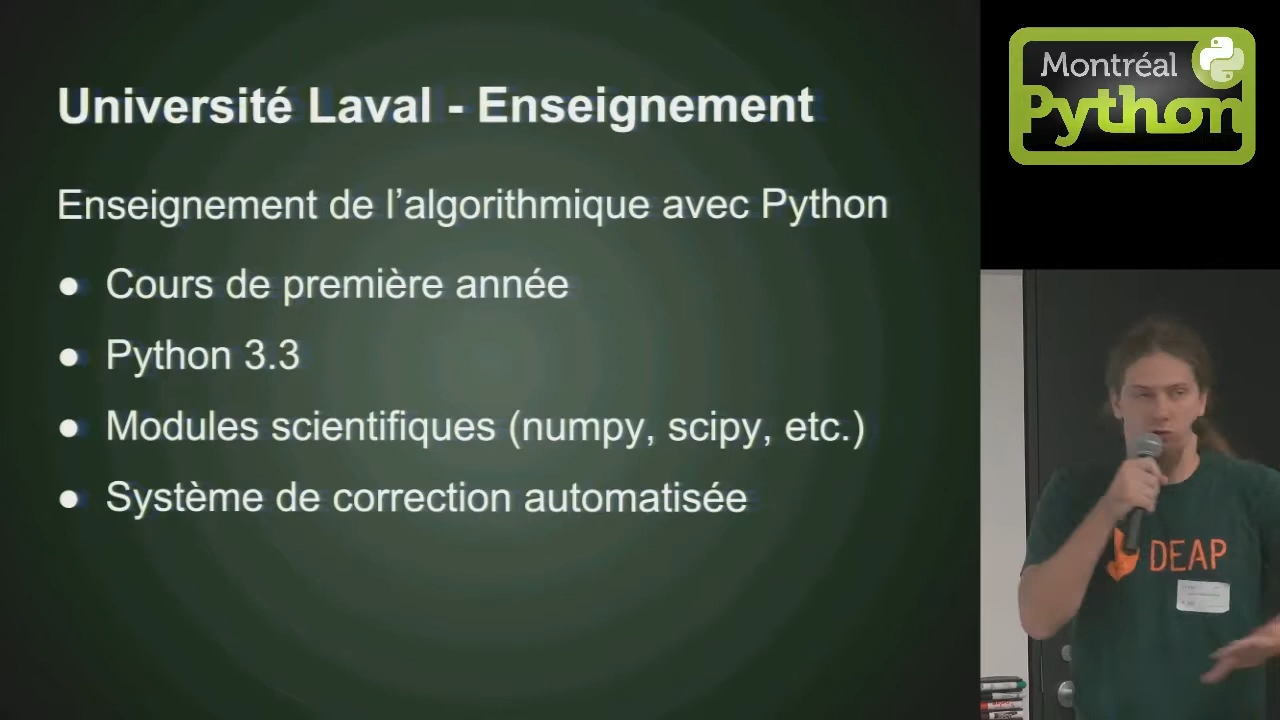 Université Laval - Enseignement
Enseignement de l’algorithmique avec Python
● Cours de première année
● Python 3.3
● Modules scientifiques (numpy, scipy, etc.)
● Système de correction automatisée
Montréal
Python
DEAP